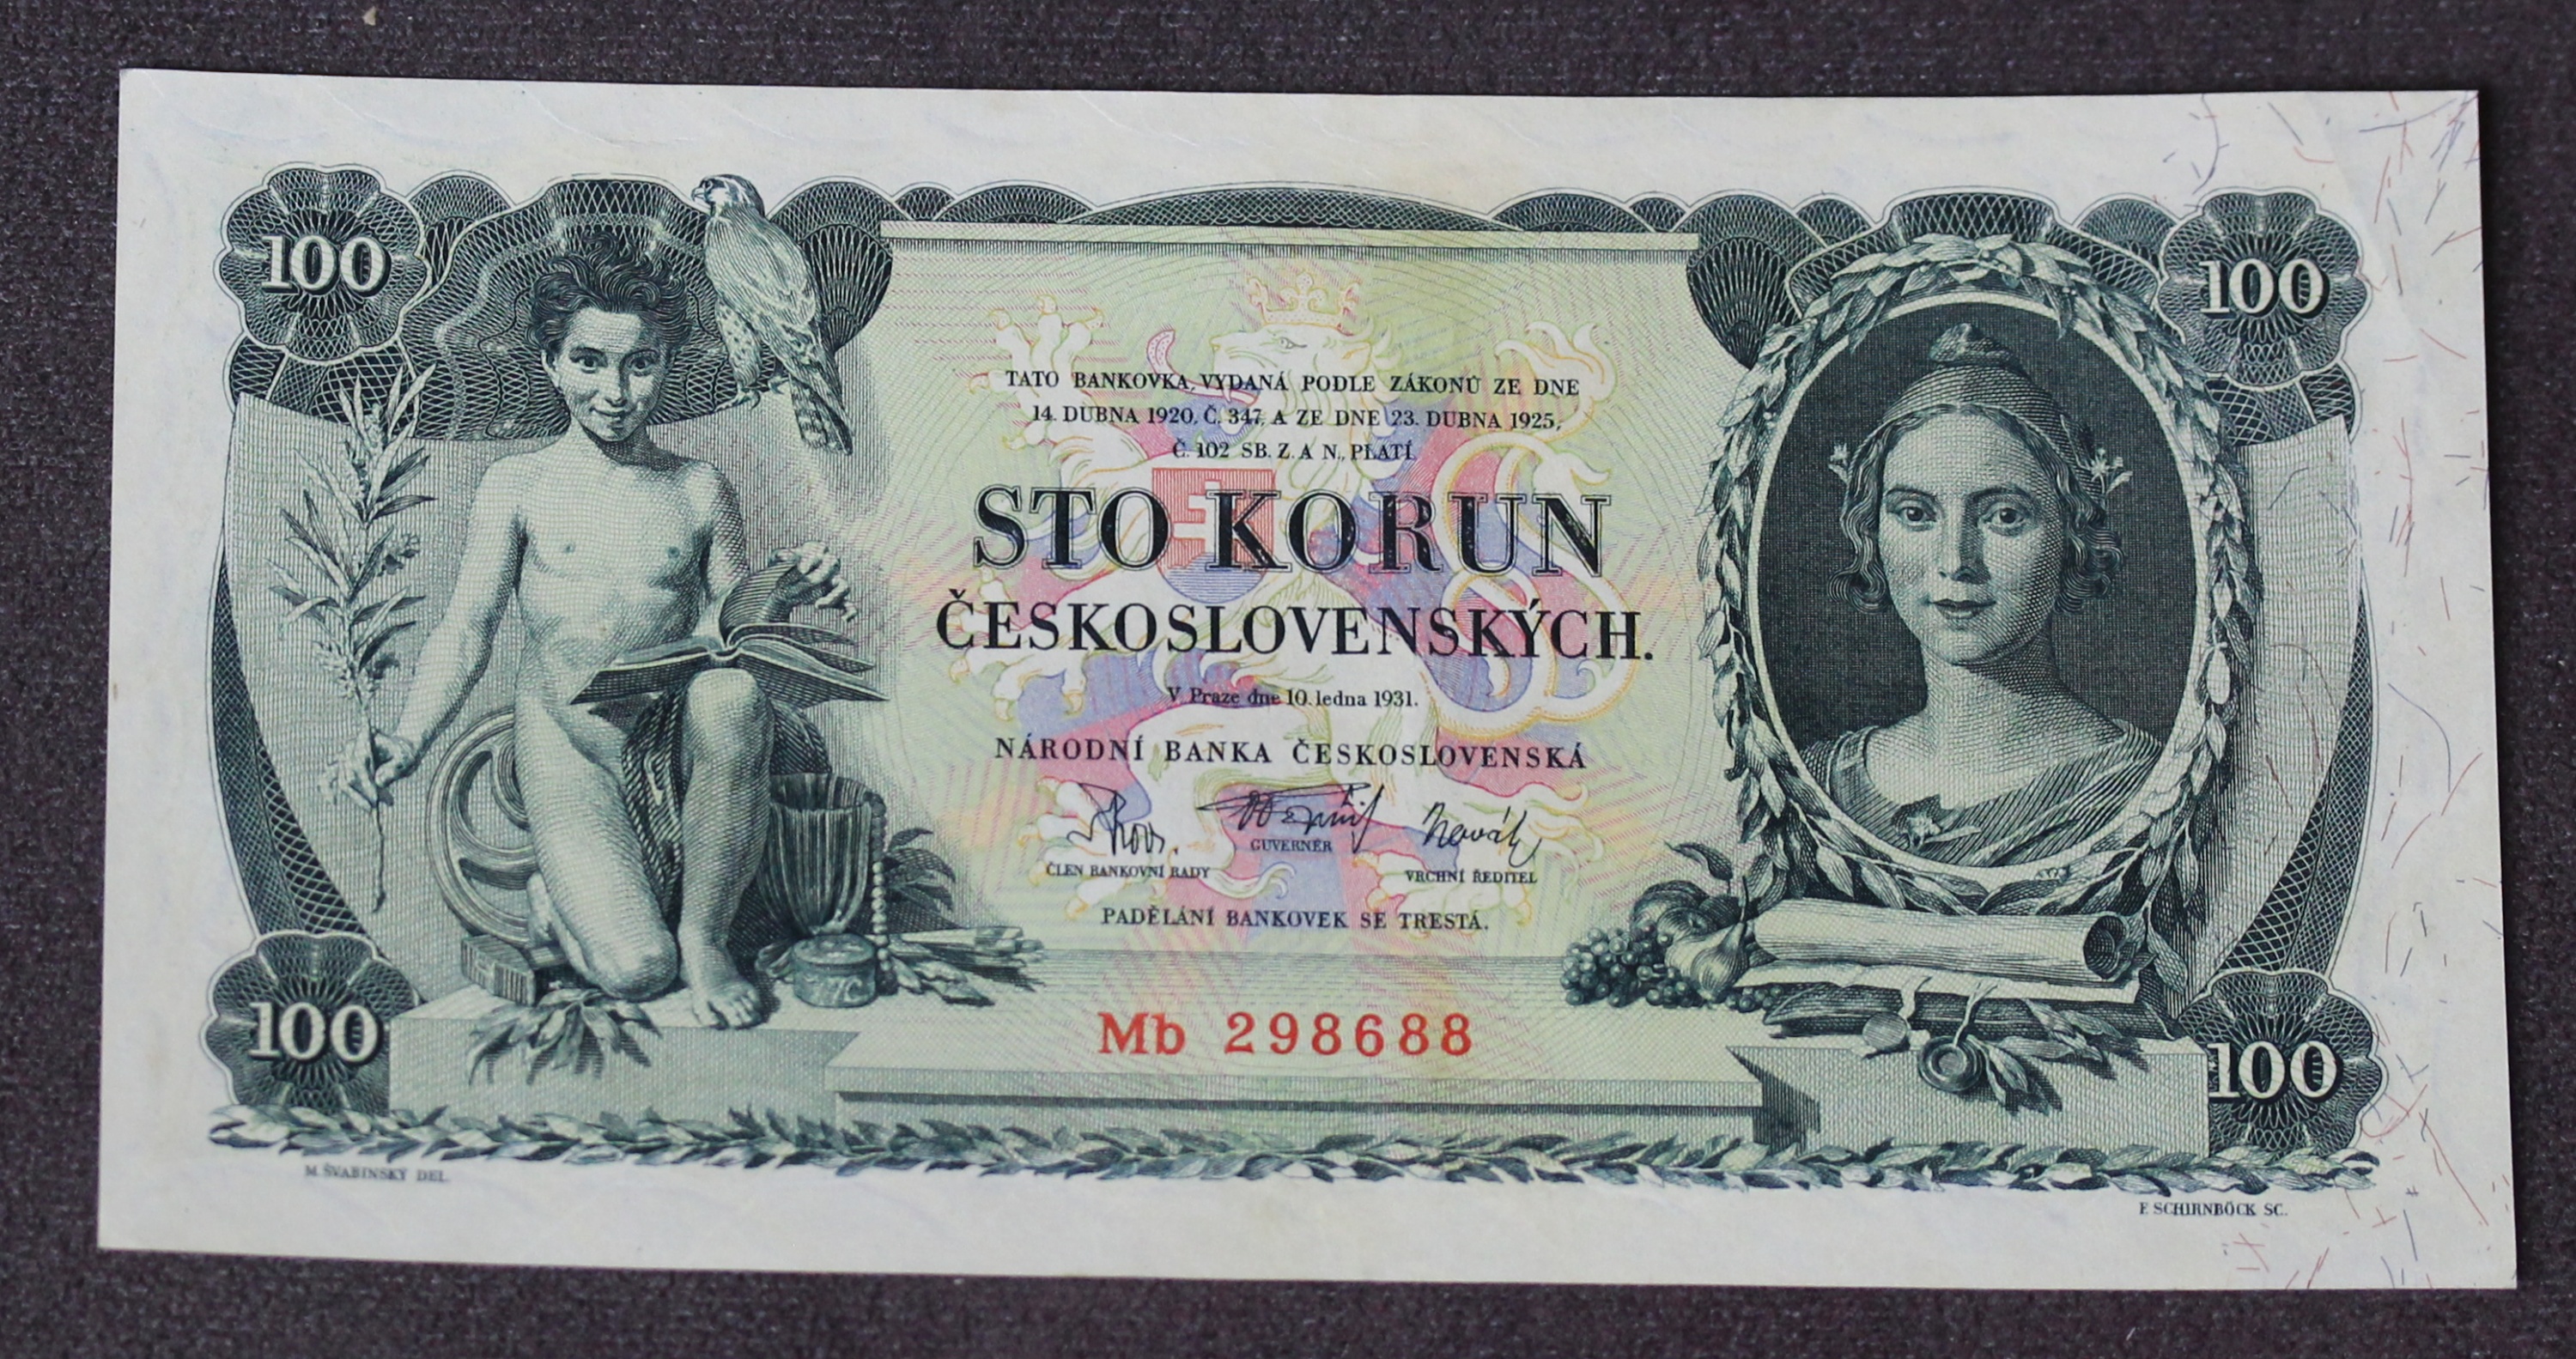 100
100
TATO BANKOVKA, VYDANÁ PODLE ZÁKONŮ ZE DNE
14. DUBNA 1920, Č. 347, A ZE DNE 23. DUBNA 1925,
Č. 102 SB. Z. A N., PLATÍ
STO KORUN
ČESKOSLOVENSKÝCH.
V Praze dne 10. ledna 1931.
NÁRODNÍ BANKA ČESKOSLOVENSKÁ
Novák
ČLEN BANKOVNÍ RADY
GUVERNÉR
VRCHNÍ ŘEDITEL
PADĚLÁNÍ BANKOVEK SE TRESTÁ.
Mb 298688
100
100
M. ŠVABINSKÝ DEL.
F. SCHIRNBÖCK SC.